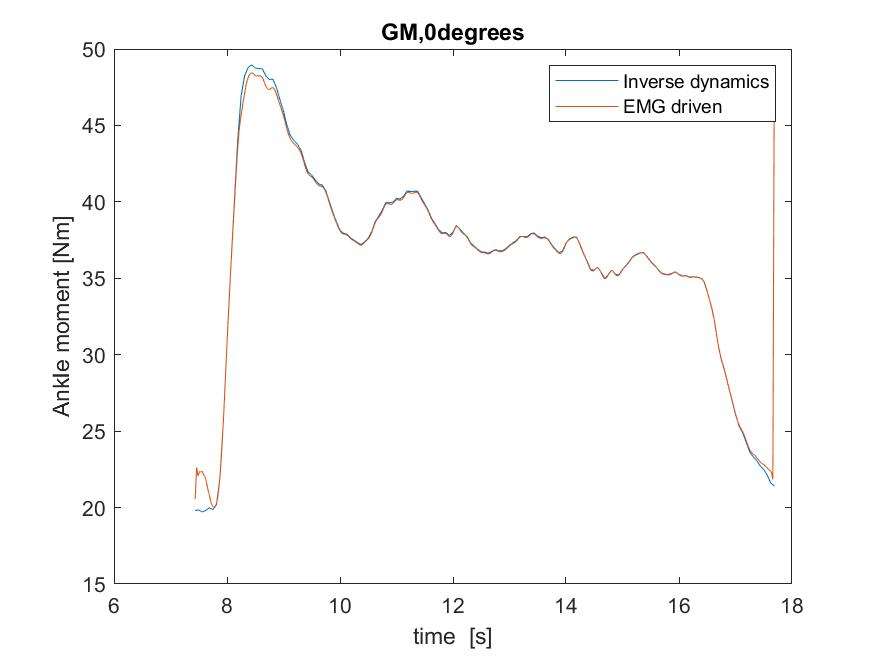 GM,0degrees
50
45
40
35
30
25
20
15
Ankle moment [Nm]
Inverse dynamics
EMG driven
6 8 10 12 14 16 18
time [s]